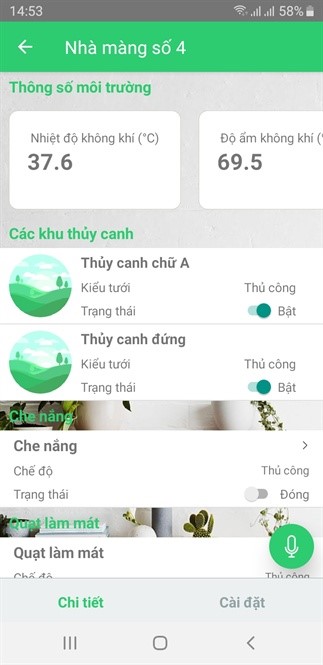 14:53
58%
Nhà màng số 4
Thông số môi trường
Nhiệt độ không khí (°C)
37.6
Độ ẩm không khí (
69.5
Các khu thủy canh
Thủy canh chữ A
Kiểu tưới Thủ công
Trạng thái Bật
Thủy canh đứng
Kiểu tưới Thủ công
Trạng thái Bật
Che nắng
Che nắng
Chế độ Thủ công
Trạng thái Đóng
Quạt làm mát
Quạt làm mát
Chế độ Thủ công
Chi tiết Cài đặt